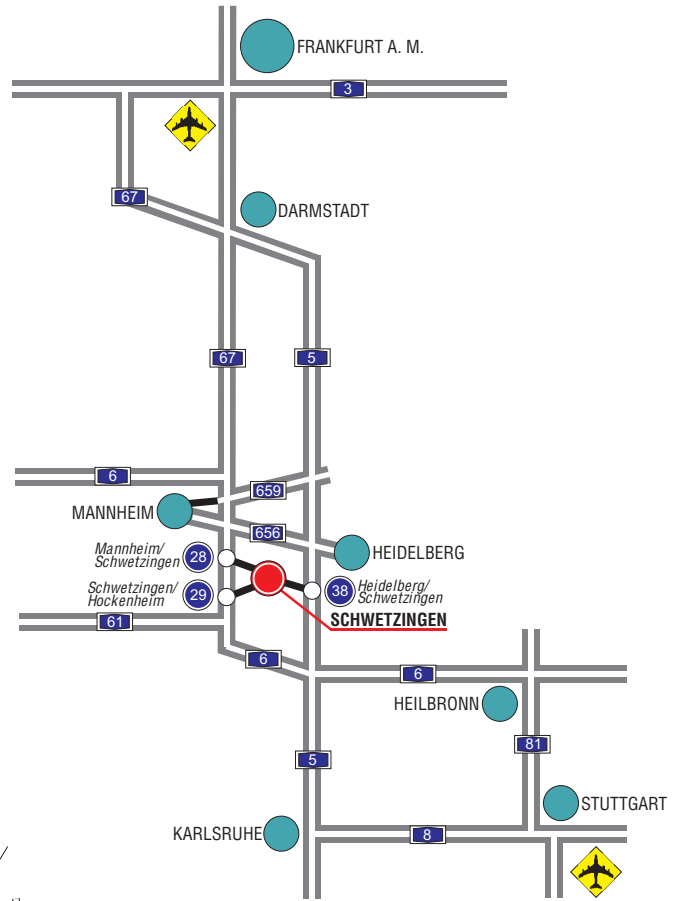 FRANKFURT A. M.
3
67
DARMSTADT
67
5
6
659
MANNHEIM
656
Mannheim/
Schwetzingen
28
HEIDELBERG
Schwetzingen/
Hockenheim
29
38
Heidelberg/
Schwetzingen
61
SCHWETZINGEN
6
6
HEILBRONN
81
5
STUTTGART
KARLSRUHE
8